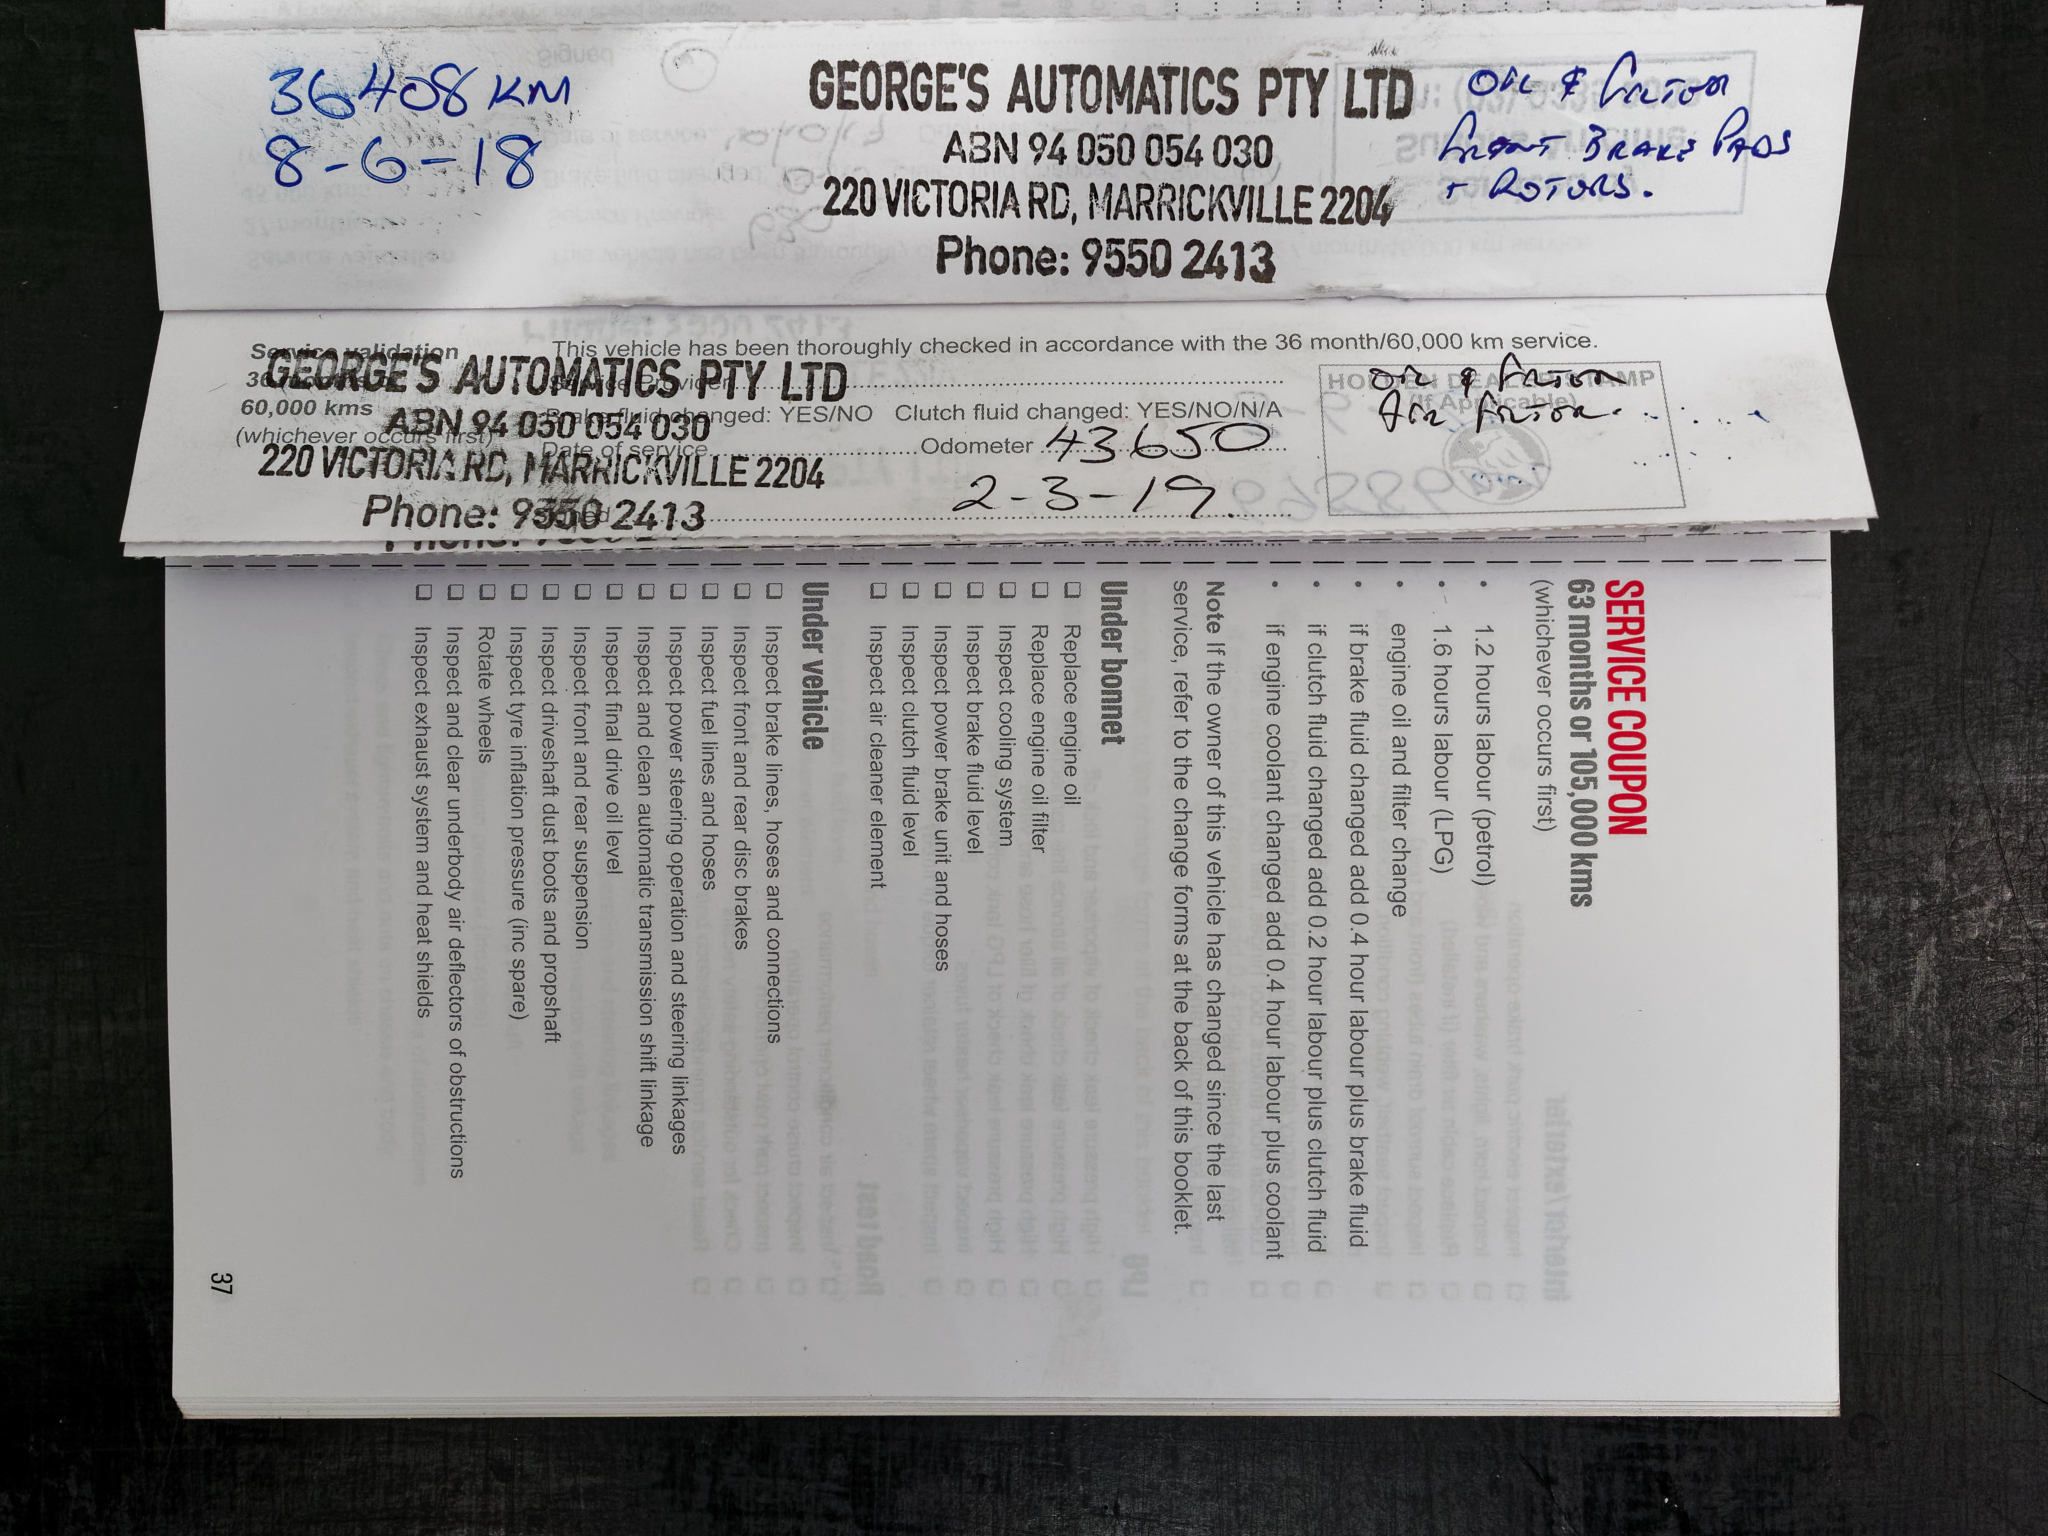 36408 KM
8-6-18
GEORGE'S AUTOMATICS PTY LTD
ABN 94 050 054 030
220 VICTORIA RD, MARRICKVILLE 2204
Phone: 9550 2413
OIL & FILTER
FRONT BRAKE PADS
+ ROTORS.
Service validation
60,000 kms
(whichever occurs first)
This vehicle has been thoroughly checked in accordance with the 36 month/60,000 km service.
Brake fluid changed: YES/NO Clutch fluid changed: YES/NO/N/A
Date of service
Odometer 43650
2-3-19.
GEORGE'S AUTOMATICS PTY LTD
ABN 94 050 054 030
220 VICTORIA RD, MARRICKVILLE 2204
Phone: 9550 2413
HOLDEN DEALER STAMP
(If Applicable)
OIL & FILTER
AIR FILTER.
SERVICE COUPON
63 months or 105,000 kms
(whichever occurs first)
• 1.2 hours labour (petrol)
• 1.6 hours labour (LPG)
• engine oil and filter change
• if brake fluid changed add 0.4 hour labour plus brake fluid
• if clutch fluid changed add 0.2 hour labour plus clutch fluid
• if engine coolant changed add 0.4 hour labour plus coolant
Note If the owner of this vehicle has changed since the last
service, refer to the change forms at the back of this booklet.
Under bonnet
❑ Replace engine oil
❑ Replace engine oil filter
❑ Inspect cooling system
❑ Inspect brake fluid level
❑ Inspect power brake unit and hoses
❑ Inspect clutch fluid level
❑ Inspect air cleaner element
Under vehicle
❑ Inspect brake lines, hoses and connections
❑ Inspect front and rear disc brakes
❑ Inspect fuel lines and hoses
❑ Inspect power steering operation and steering linkages
❑ Inspect and clean automatic transmission shift linkage
❑ Inspect final drive oil level
❑ Inspect front and rear suspension
❑ Inspect driveshaft dust boots and propshaft
❑ Inspect tyre inflation pressure (inc spare)
❑ Rotate wheels
❑ Inspect and clear underbody air deflectors of obstructions
❑ Inspect exhaust system and heat shields
37